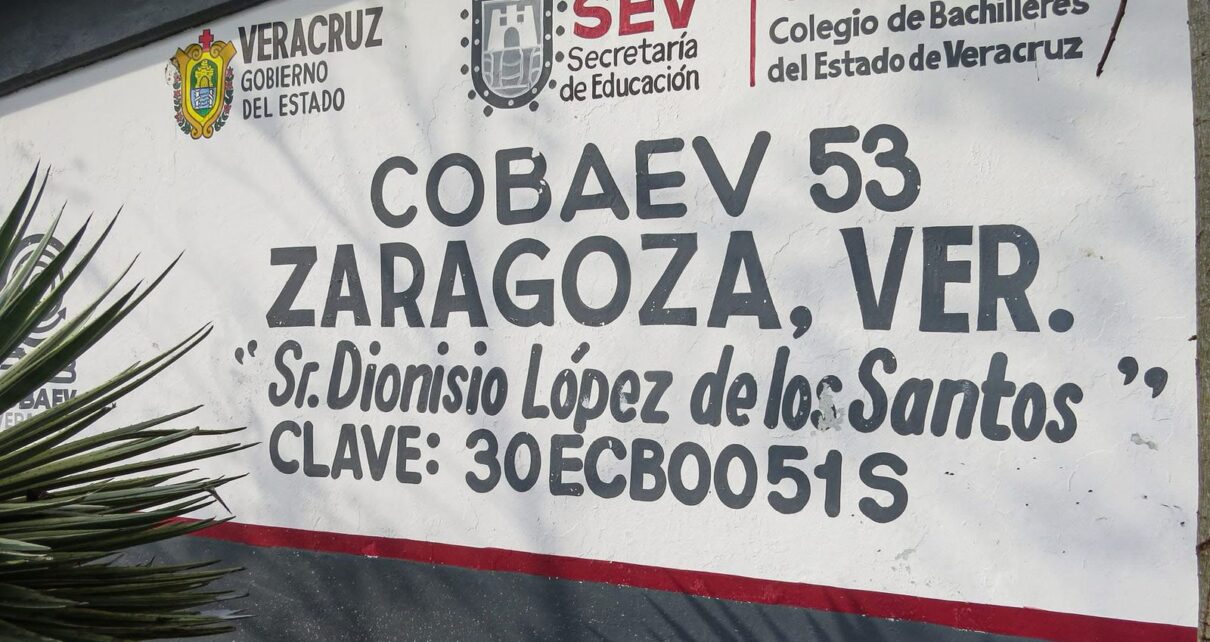 VERACRUZ
GOBIERNO
DEL ESTADO
SEV
Secretaría
de Educación
Colegio de Bachilleres
del Estado de Veracruz
COBAEV 53
ZARAGOZA, VER.
"Sr. Dionisio López de los Santos"
CLAVE: 30ECB0051S